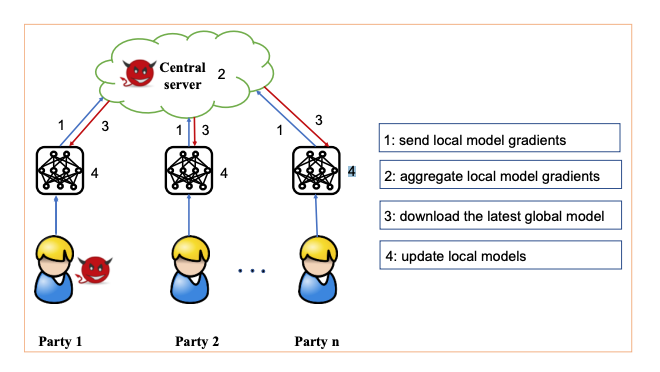 Central
server
2
1
3
1
3
1
3
4
4
4
1: send local model gradients
2: aggregate local model gradients
3: download the latest global model
4: update local models
Party 1
Party 2
Party n